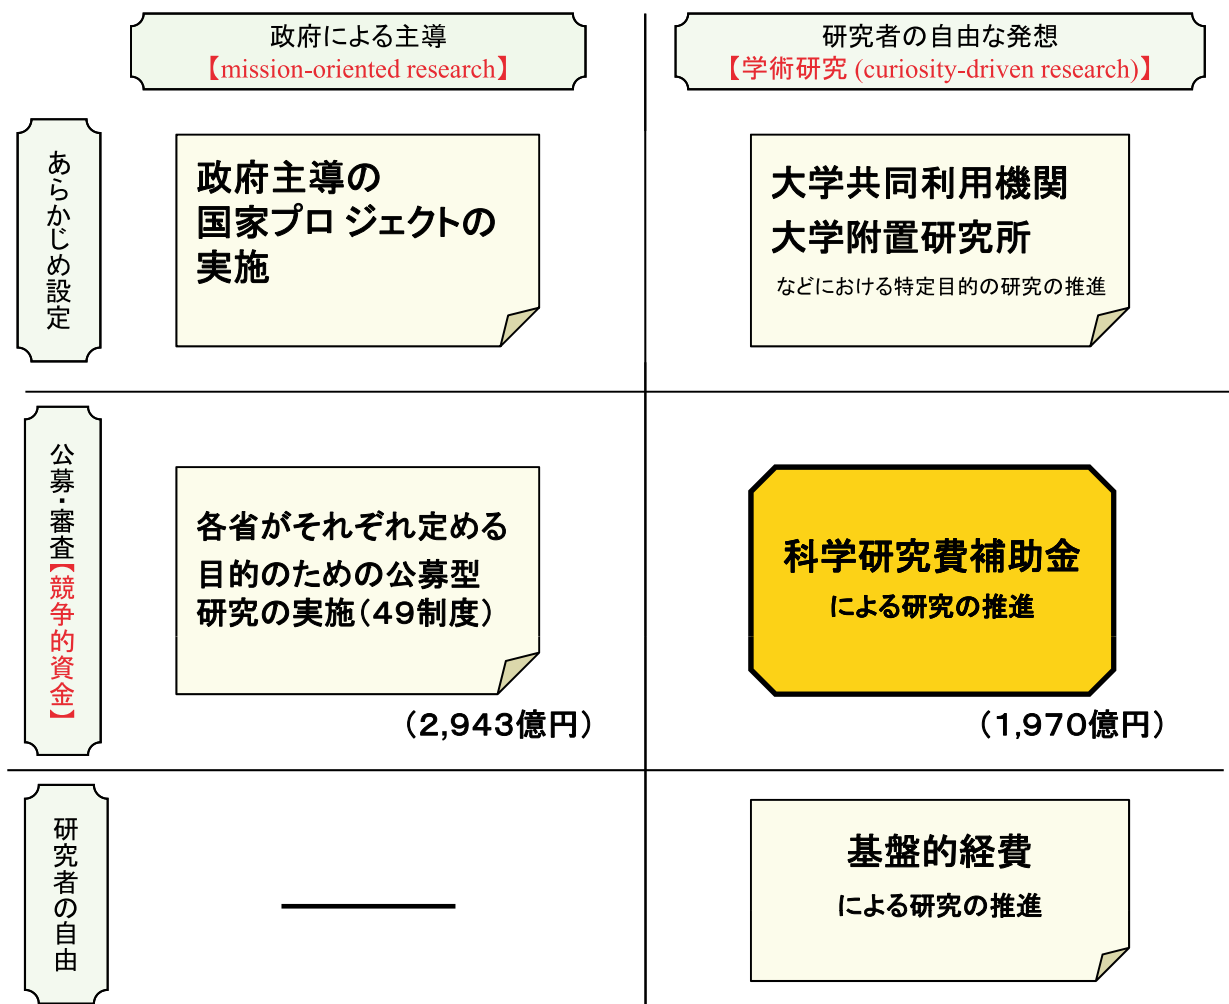 政府による主導
【mission-oriented research】
研究者の自由な発想
【学術研究 (curiosity-driven research)】
あらかじめ設定
政府主導の
国家プロジェクトの
実施
大学共同利用機関
大学附置研究所
などにおける特定目的の研究の推進
公募・審査【競争的資金】
各省がそれぞれ定める
目的のための公募型
研究の実施(49制度)
(2,943億円)
科学研究費補助金
による研究の推進
(1,970億円)
研究者の自由
基盤的経費
による研究の推進